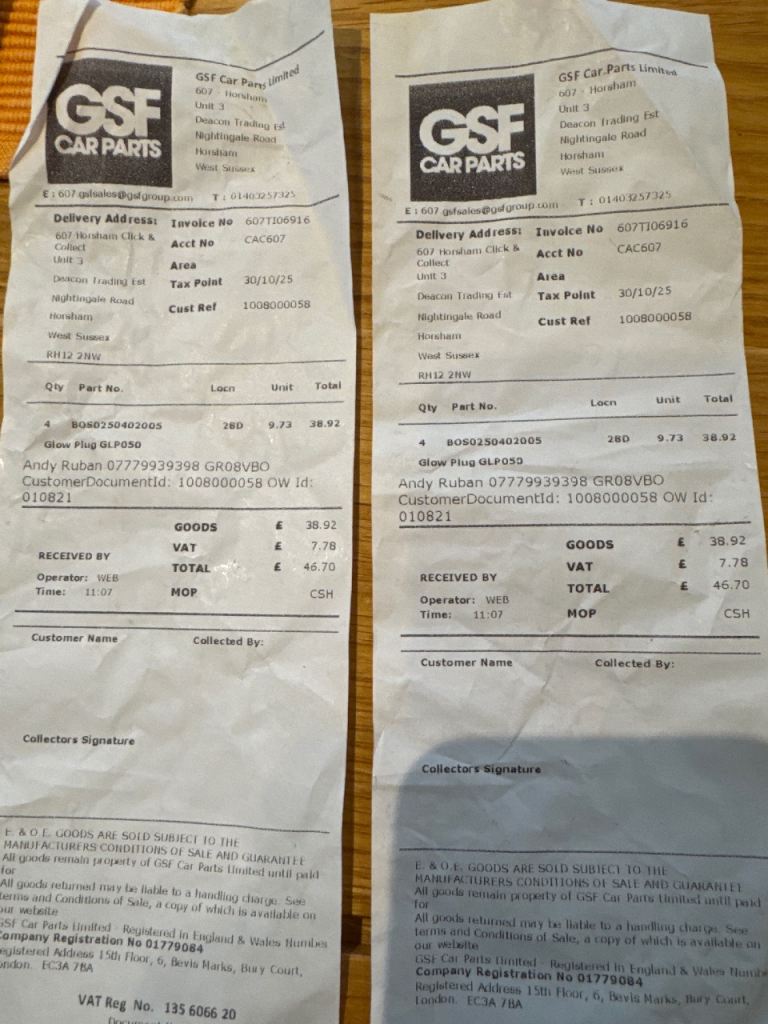 GSF
CAR PARTS
GSF Car Parts Limited
607 - Horsham
Unit 3
Deacon Trading Est
Nightingale Road
Horsham
West Sussex
E : 607.gsfsales@gsfgroup.com T : 01403257325
Delivery Address: Invoice No 607TI06916
607 Horsham Click & Acct No CAC607
Collect
Unit 3 Area
Deacon Trading Est Tax Point 30/10/25
Nightingale Road Cust Ref 1008000058
Horsham
West Sussex
RH12 2NW
Qty Part No. Locn Unit Total
4 BOS0250402005 28D 9.73 38.92
Glow Plug GLP050
Andy Ruban 07779939398 GR08VBO
CustomerDocumentId: 1008000058 OW Id:
010821
GOODS £ 38.92
VAT £ 7.78
RECEIVED BY TOTAL £ 46.70
Operator: WEB
Time: 11:07 MOP CSH
Customer Name Collected By:
Collectors Signature
E. & O.E. GOODS ARE SOLD SUBJECT TO THE
MANUFACTURERS CONDITIONS OF SALE AND GUARANTEE
All goods remain property of GSF Car Parts Limited until paid
for
All goods returned may be liable to a handling charge. See
terms and Conditions of Sale, a copy of which is available on
our website
GSF Car Parts Limited - Registered in England & Wales Number
Company Registration No 01779084
Registered Address 15th Floor, 6, Bevis Marks, Bury Court,
London. EC3A 7BA
VAT Reg No. 135 6066 20
GSF
CAR PARTS
GSF Car Parts Limited
607 - Horsham
Unit 3
Deacon Trading Est
Nightingale Road
Horsham
West Sussex
E : 607.gsfsales@gsfgroup.com T : 01403257325
Delivery Address: Invoice No 607TI06916
607 Horsham Click & Acct No CAC607
Collect
Unit 3 Area
Deacon Trading Est Tax Point 30/10/25
Nightingale Road Cust Ref 1008000058
Horsham
West Sussex
RH12 2NW
Qty Part No. Locn Unit Total
4 BOS0250402005 28D 9.73 38.92
Glow Plug GLP050
Andy Ruban 07779939398 GR08VBO
CustomerDocumentId: 1008000058 OW Id:
010821
GOODS £ 38.92
VAT £ 7.78
RECEIVED BY TOTAL £ 46.70
Operator: WEB
Time: 11:07 MOP CSH
Customer Name Collected By:
Collectors Signature
E. & O.E. GOODS ARE SOLD SUBJECT TO THE
MANUFACTURERS CONDITIONS OF SALE AND GUARANTEE
All goods remain property of GSF Car Parts Limited until paid
for
All goods returned may be liable to a handling charge. See
terms and Conditions of Sale, a copy of which is available on
our website
GSF Car Parts Limited - Registered in England & Wales Number
Company Registration No 01779084
Registered Address 15th Floor, 6, Bevis Marks, Bury Court,
London. EC3A 7BA